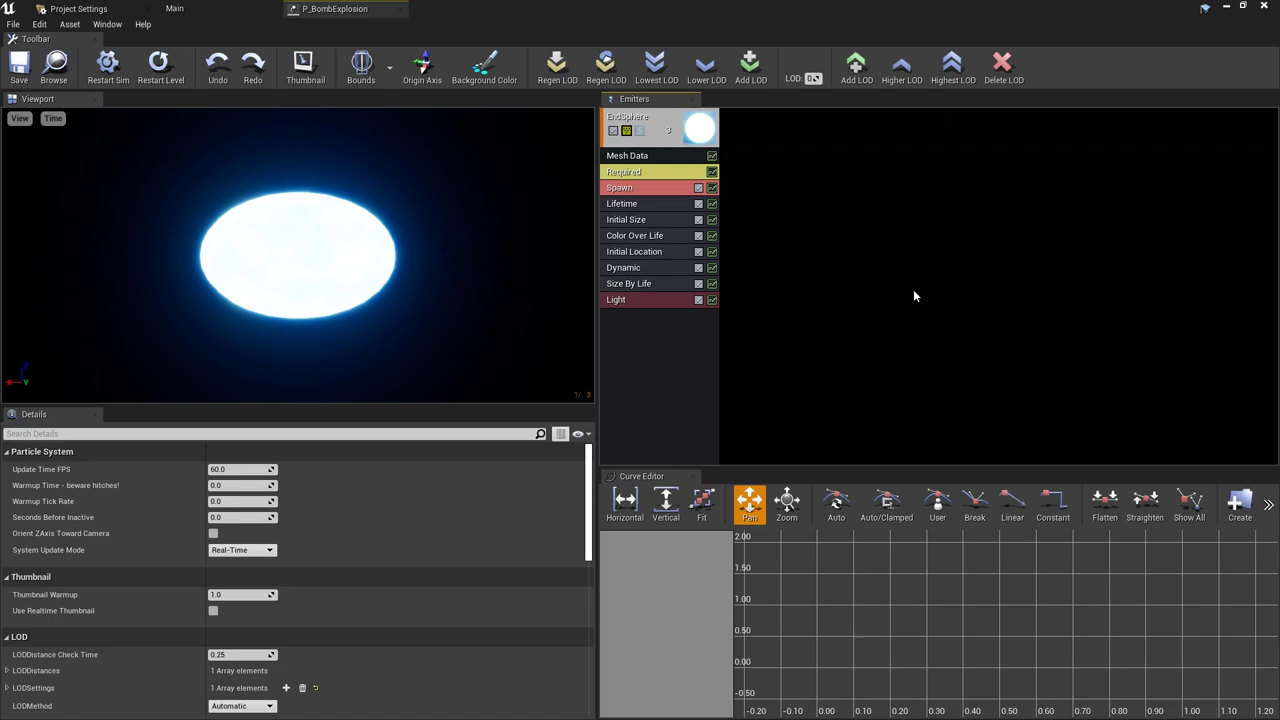 Project Settings
Main
P_BombExplosion
File
Edit
Asset
Window
Help
Toolbar
Save
Browse
Restart Sim
Restart Level
Undo
Redo
Thumbnail
Bounds
Origin Axis
Background Color
Regen LOD
Regen LOD
Lowest LOD
Lower LOD
Add LOD
LOD: 0
Add LOD
Higher LOD
Highest LOD
Delete LOD
Viewport
View
Time
X
Y
Z
1/ 3
Emitters
EndSphere
S
3
Mesh Data
Required
Spawn
Lifetime
Initial Size
Color Over Life
Initial Location
Dynamic
Size By Life
Light
Details
Search Details
Particle System
Update Time FPS
60.0
Warmup Time - beware hitches!
0.0
Warmup Tick Rate
0.0
Seconds Before Inactive
0.0
Orient ZAxis Toward Camera
System Update Mode
Real-Time
Thumbnail
Thumbnail Warmup
1.0
Use Realtime Thumbnail
LOD
LODDistance Check Time
0.25
LODDistances
1 Array elements
LODSettings
1 Array elements
LODMethod
Automatic
Curve Editor
Horizontal
Vertical
Fit
Pan
Zoom
Auto
Auto/Clamped
User
Break
Linear
Constant
Flatten
Straighten
Show All
Create
2.00
1.50
1.00
0.50
0.00
-0.50
-0.20
-0.10
0.00
0.10
0.20
0.30
0.40
0.50
0.60
0.70
0.80
0.90
1.00
1.10
1.20